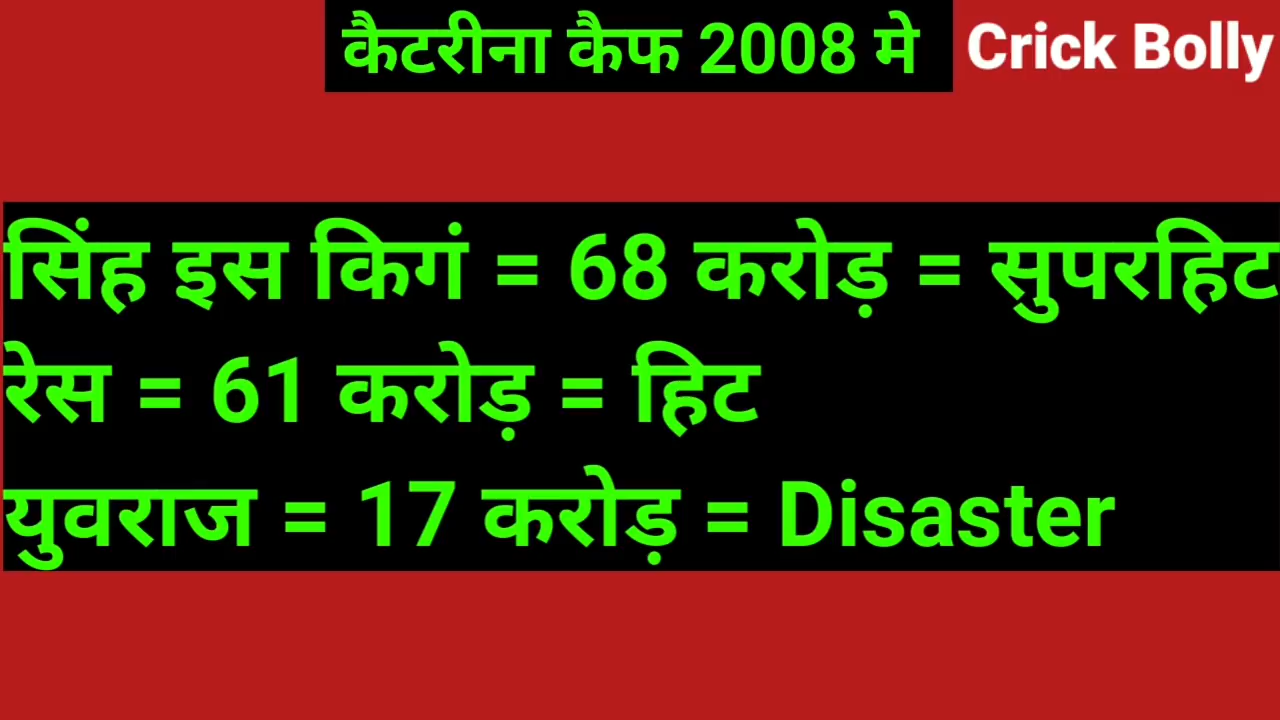 कैटरीना कैफ 2008 मे
Crick Bolly
सिंह इस किगं = 68 करोड़ = सुपरहिट
रेस = 61 करोड़ = हिट
युवराज = 17 करोड़ = Disaster